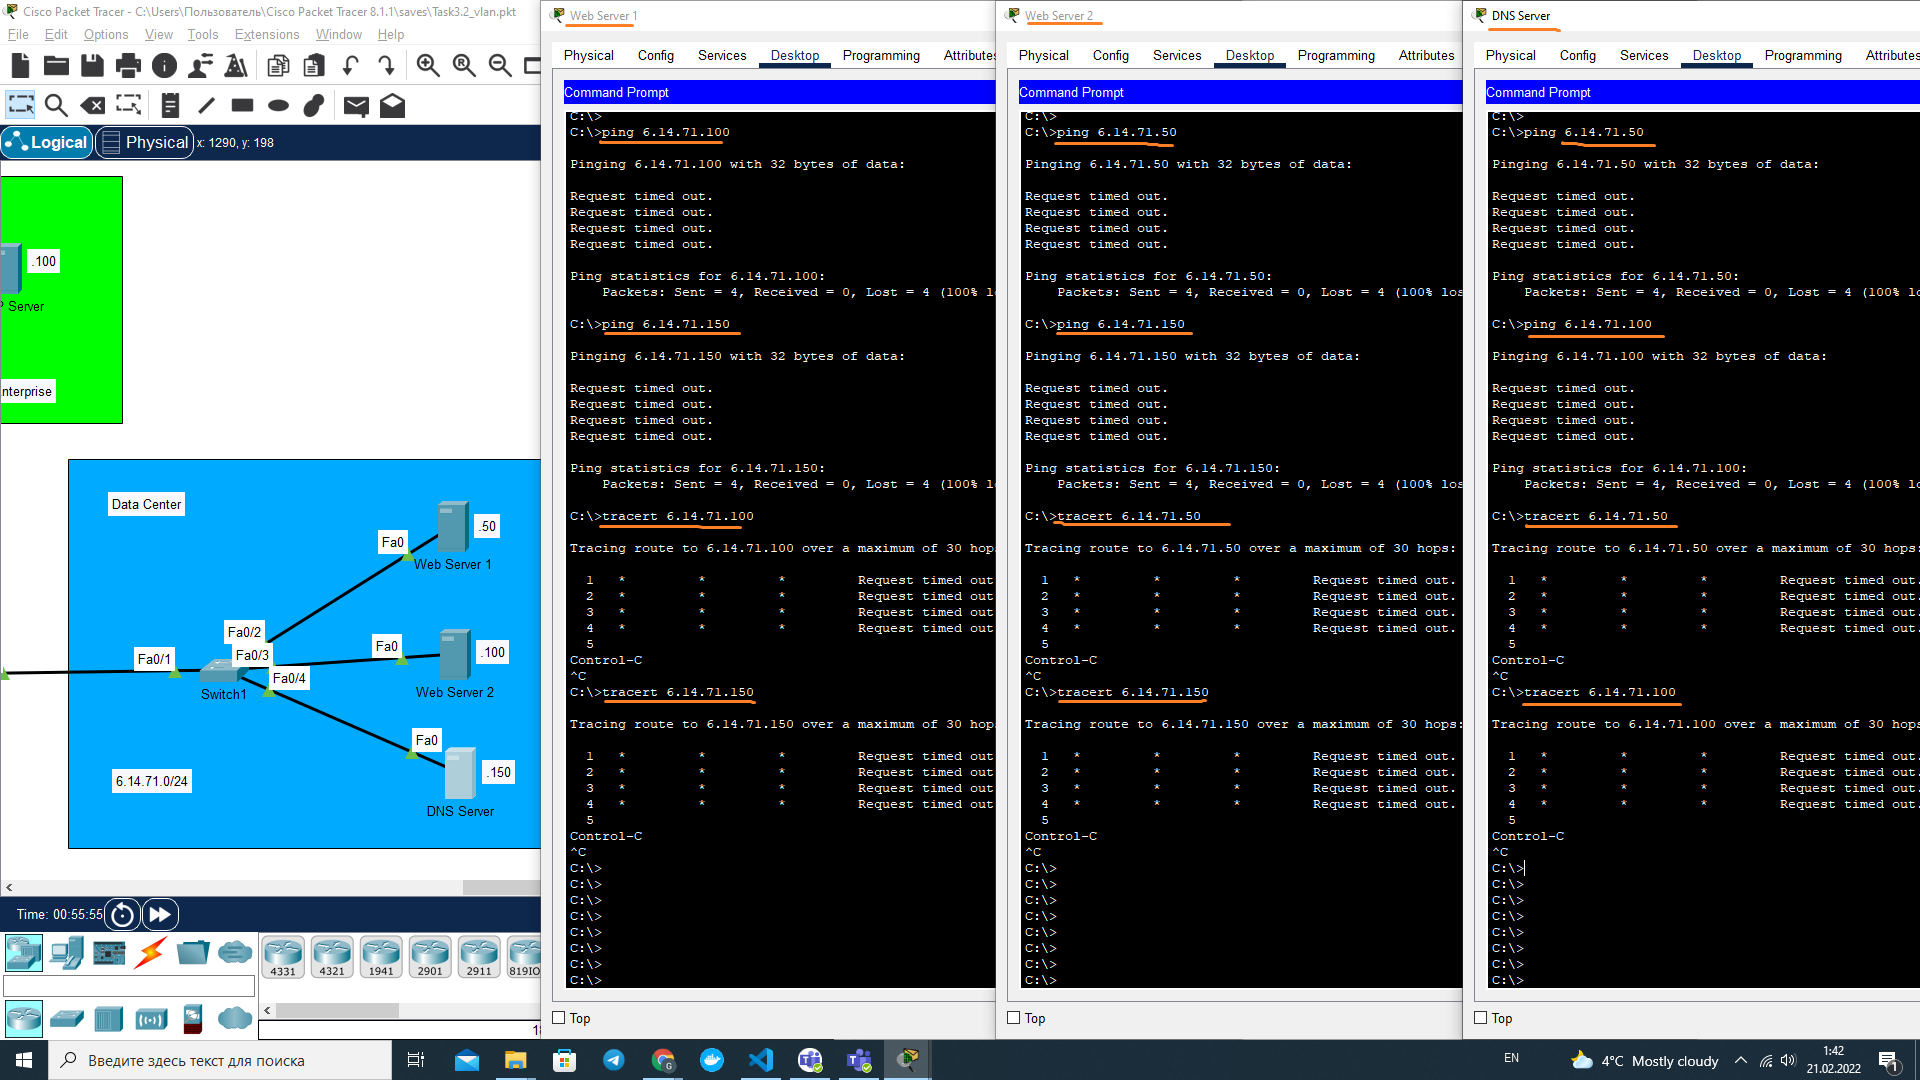 Cisco Packet Tracer - C:\Users\Пользователь\Cisco Packet Tracer 8.1.1\saves\Task3.2_vlan.pkt
File Edit Options View Tools Extensions Window Help
Logical Physical x: 1290, y: 198
.100
P Server
nterprise
Data Center
.50
Fa0
Web Server 1
Fa0/2
Fa0/3
Fa0
.100
Fa0/1
Fa0/4
Switch1
Web Server 2
Fa0
.150
6.14.71.0/24
DNS Server
Time: 00:55:55
4331 4321 1941 2901 2911 819IO
Web Server 1
Physical Config Services Desktop Programming Attributes
Command Prompt
C:\>
C:\>ping 6.14.71.100
Pinging 6.14.71.100 with 32 bytes of data:
Request timed out.
Request timed out.
Request timed out.
Request timed out.
Ping statistics for 6.14.71.100:
Packets: Sent = 4, Received = 0, Lost = 4 (100% lo
C:\>ping 6.14.71.150
Pinging 6.14.71.150 with 32 bytes of data:
Request timed out.
Request timed out.
Request timed out.
Request timed out.
Ping statistics for 6.14.71.150:
Packets: Sent = 4, Received = 0, Lost = 4 (100% lo
C:\>tracert 6.14.71.100
Tracing route to 6.14.71.100 over a maximum of 30 hop
1 * * * Request timed out
2 * * * Request timed out
3 * * * Request timed out
4 * * * Request timed out
5
Control-C
^C
C:\>tracert 6.14.71.150
Tracing route to 6.14.71.150 over a maximum of 30 hop
1 * * * Request timed out
2 * * * Request timed out
3 * * * Request timed out
4 * * * Request timed out
5
Control-C
^C
C:\>
C:\>
C:\>
C:\>
C:\>
C:\>
C:\>
C:\>
Top
Web Server 2
Physical Config Services Desktop Programming Attributes
Command Prompt
C:\>
C:\>ping 6.14.71.50
Pinging 6.14.71.50 with 32 bytes of data:
Request timed out.
Request timed out.
Request timed out.
Request timed out.
Ping statistics for 6.14.71.50:
Packets: Sent = 4, Received = 0, Lost = 4 (100% los
C:\>ping 6.14.71.150
Pinging 6.14.71.150 with 32 bytes of data:
Request timed out.
Request timed out.
Request timed out.
Request timed out.
Ping statistics for 6.14.71.150:
Packets: Sent = 4, Received = 0, Lost = 4 (100% los
C:\>tracert 6.14.71.50
Tracing route to 6.14.71.50 over a maximum of 30 hops:
1 * * * Request timed out.
2 * * * Request timed out.
3 * * * Request timed out.
4 * * * Request timed out.
5
Control-C
^C
C:\>tracert 6.14.71.150
Tracing route to 6.14.71.150 over a maximum of 30 hops:
1 * * * Request timed out.
2 * * * Request timed out.
3 * * * Request timed out.
4 * * * Request timed out.
5
Control-C
^C
C:\>
C:\>
C:\>
C:\>
C:\>
C:\>
C:\>
C:\>
Top
DNS Server
Physical Config Services Desktop Programming Attributes
Command Prompt
C:\>
C:\>ping 6.14.71.50
Pinging 6.14.71.50 with 32 bytes of data:
Request timed out.
Request timed out.
Request timed out.
Request timed out.
Ping statistics for 6.14.71.50:
Packets: Sent = 4, Received = 0, Lost = 4 (100% lo
C:\>ping 6.14.71.100
Pinging 6.14.71.100 with 32 bytes of data:
Request timed out.
Request timed out.
Request timed out.
Request timed out.
Ping statistics for 6.14.71.100:
Packets: Sent = 4, Received = 0, Lost = 4 (100% lo
C:\>tracert 6.14.71.50
Tracing route to 6.14.71.50 over a maximum of 30 hops:
1 * * * Request timed out.
2 * * * Request timed out.
3 * * * Request timed out.
4 * * * Request timed out.
5
Control-C
^C
C:\>tracert 6.14.71.100
Tracing route to 6.14.71.100 over a maximum of 30 hops
1 * * * Request timed out.
2 * * * Request timed out.
3 * * * Request timed out.
4 * * * Request timed out.
5
Control-C
^C
C:\>
C:\>
C:\>
C:\>
C:\>
C:\>
C:\>
C:\>
Top
Введите здесь текст для поиска
EN
4°C Mostly cloudy
1:42
21.02.2022
1